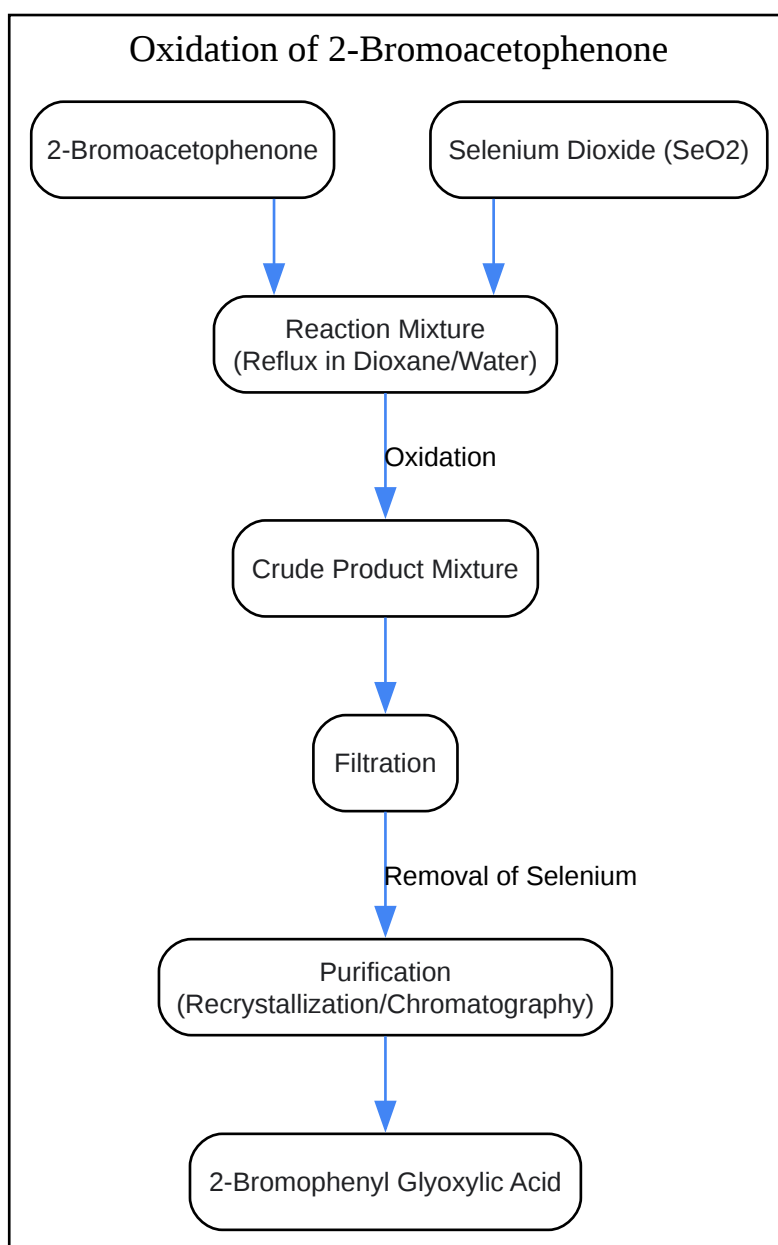 Oxidation of 2-Bromoacetophenone
2-Bromoacetophenone
Selenium Dioxide (SeO2)
Reaction Mixture
(Reflux in Dioxane/Water)
Oxidation
Crude Product Mixture
Filtration
Removal of Selenium
Purification
(Recrystallization/Chromatography)
2-Bromophenyl Glyoxylic Acid